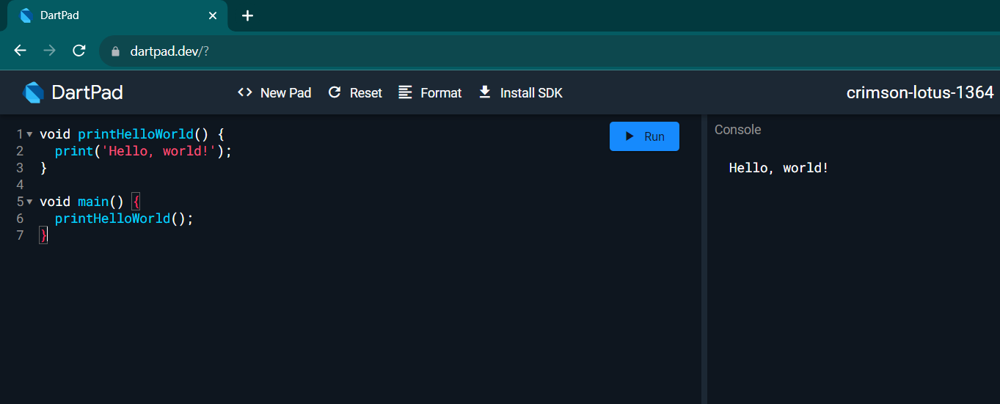 DartPad
dartpad.dev/?
DartPad
<> New Pad Reset Format Install SDK
crimson-lotus-1364
Run
1 void printHelloWorld() {
2   print('Hello, world!');
3 }
4
5 void main() {
6   printHelloWorld();
7 }
Console
Hello, world!